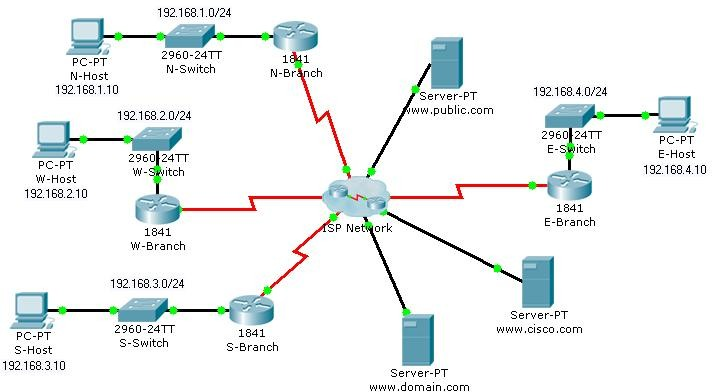 192.168.1.0/24
PC-PT
N-Host
192.168.1.10
2960-24TT
N-Switch
1841
N-Branch
Server-PT
www.public.com
192.168.4.0/24
2960-24TT
E-Switch
PC-PT
E-Host
192.168.4.10
192.168.2.0/24
PC-PT
W-Host
192.168.2.10
2960-24TT
W-Switch
1841
W-Branch
ISP Network
1841
E-Branch
192.168.3.0/24
PC-PT
S-Host
192.168.3.10
2960-24TT
S-Switch
1841
S-Branch
Server-PT
www.cisco.com
Server-PT
www.domain.com